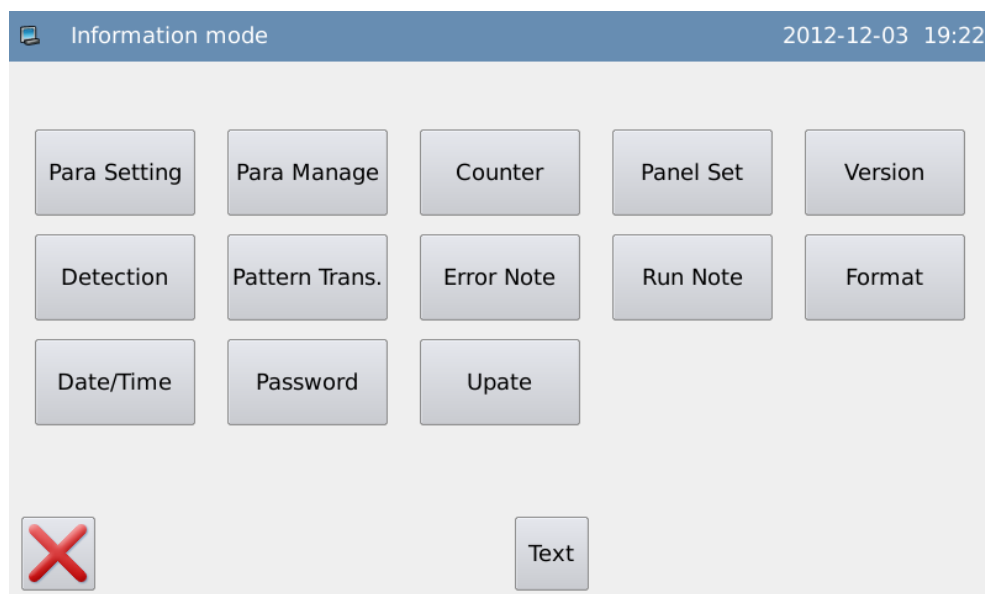 Information mode 2012-12-03 19:22
Para Setting Para Manage Counter Panel Set Version
Detection Pattern Trans. Error Note Run Note Format
Date/Time Password Upate
Text